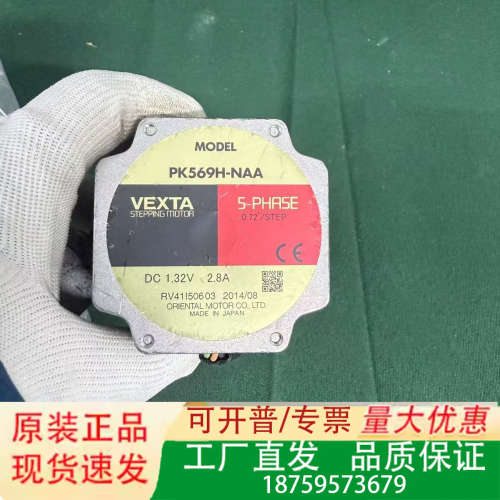 MODEL
PK569H-NAA
VEXTA
STEPPING MOTOR
5-PHASE
0.72°/STEP
DC 1.32V 2.8A
RV41150603 2014/08
ORIENTAL MOTOR CO., LTD.
MADE IN JAPAN
原装正品
现货速发
可开普/专票 量大优惠
工厂直发 品质保证
18759573679